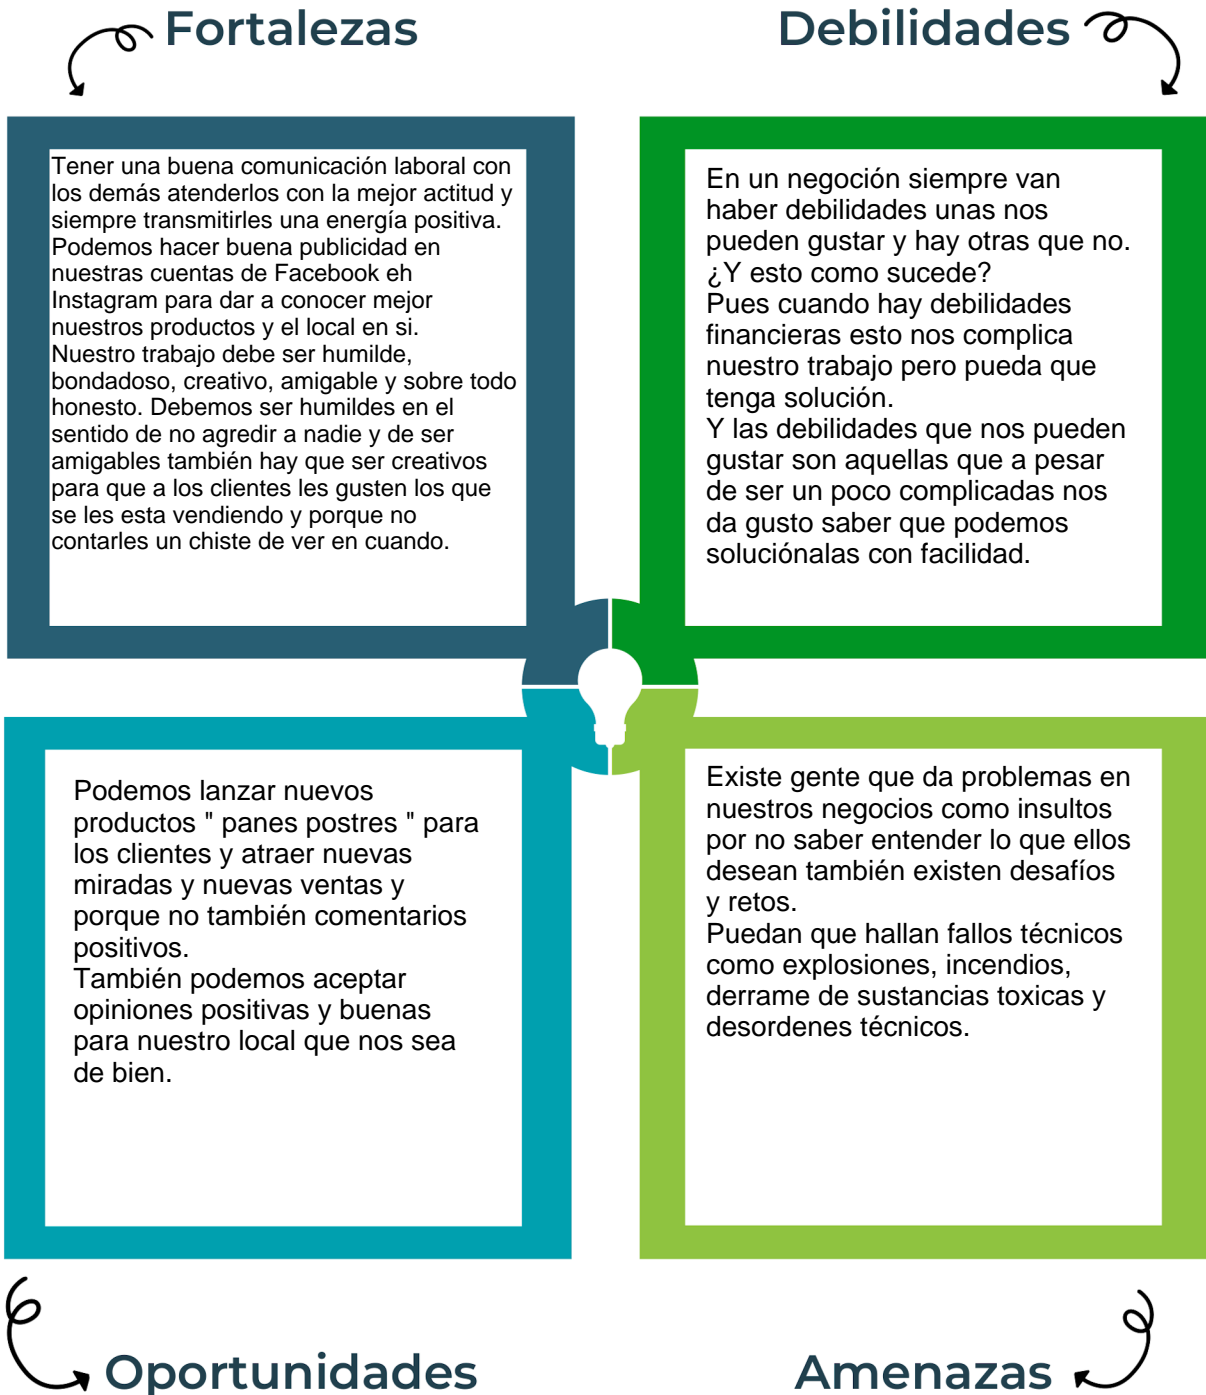 Fortalezas
Tener una buena comunicación laboral con
los demás atenderlos con la mejor actitud y
siempre transmitirles una energía positiva.
Podemos hacer buena publicidad en
nuestras cuentas de Facebook eh
Instagram para dar a conocer mejor
nuestros productos y el local en si.
Nuestro trabajo debe ser humilde,
bondadoso, creativo, amigable y sobre todo
honesto. Debemos ser humildes en el
sentido de no agredir a nadie y de ser
amigables también hay que ser creativos
para que a los clientes les gusten los que
se les esta vendiendo y porque no
contarles un chiste de ver en cuando.
Debilidades
En un negoción siempre van
haber debilidades unas nos
pueden gustar y hay otras que no.
¿Y esto como sucede?
Pues cuando hay debilidades
financieras esto nos complica
nuestro trabajo pero pueda que
tenga solución.
Y las debilidades que nos pueden
gustar son aquellas que a pesar
de ser un poco complicadas nos
da gusto saber que podemos
soluciónalas con facilidad.
Podemos lanzar nuevos
productos " panes postres " para
los clientes y atraer nuevas
miradas y nuevas ventas y
porque no también comentarios
positivos.
También podemos aceptar
opiniones positivas y buenas
para nuestro local que nos sea
de bien.
Oportunidades
Existe gente que da problemas en
nuestros negocios como insultos
por no saber entender lo que ellos
desean también existen desafíos
y retos.
Puedan que hallan fallos técnicos
como explosiones, incendios,
derrame de sustancias toxicas y
desordenes técnicos.
Amenazas